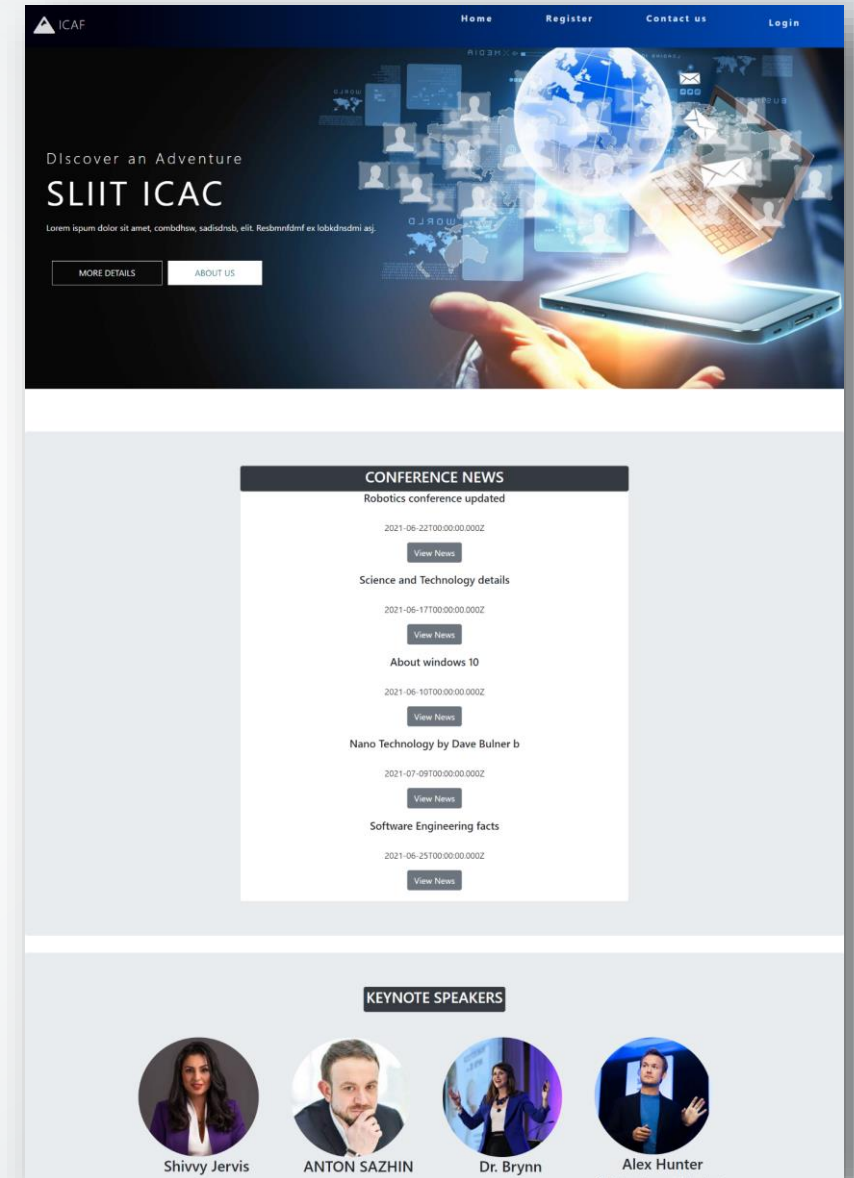 ICAF
Home Register Contact us Login
DIscover an Adventure
SLIIT ICAC
Lorem ispum dolor sit amet, combdhsw, sadisdnsb, elit. Resbmnfdmf ex lobkdnsdmi asj.
MORE DETAILS ABOUT US
CONFERENCE NEWS
Robotics conference updated
2021-06-22T00:00:00.000Z
View News
Science and Technology details
2021-06-17T00:00:00.000Z
View News
About windows 10
2021-06-10T00:00:00.000Z
View News
Nano Technology by Dave Bulner b
2021-07-09T00:00:00.000Z
View News
Software Engineering facts
2021-06-25T00:00:00.000Z
View News
KEYNOTE SPEAKERS
Shivvy Jervis ANTON SAZHIN Dr. Brynn Alex Hunter